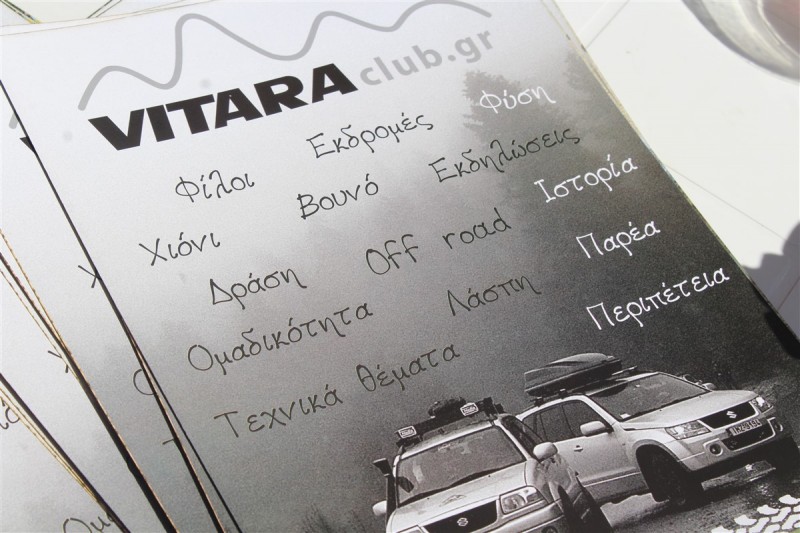 VITARAclub.gr
Φίλοι Εκδρομές Φύση
Χιόνι Βουνό Εκδηλώσεις
Δράση Off road Ιστορία
Ομαδικότητα Λάσπη Παρέα
Τεχνικά θέματα Περιπέτεια